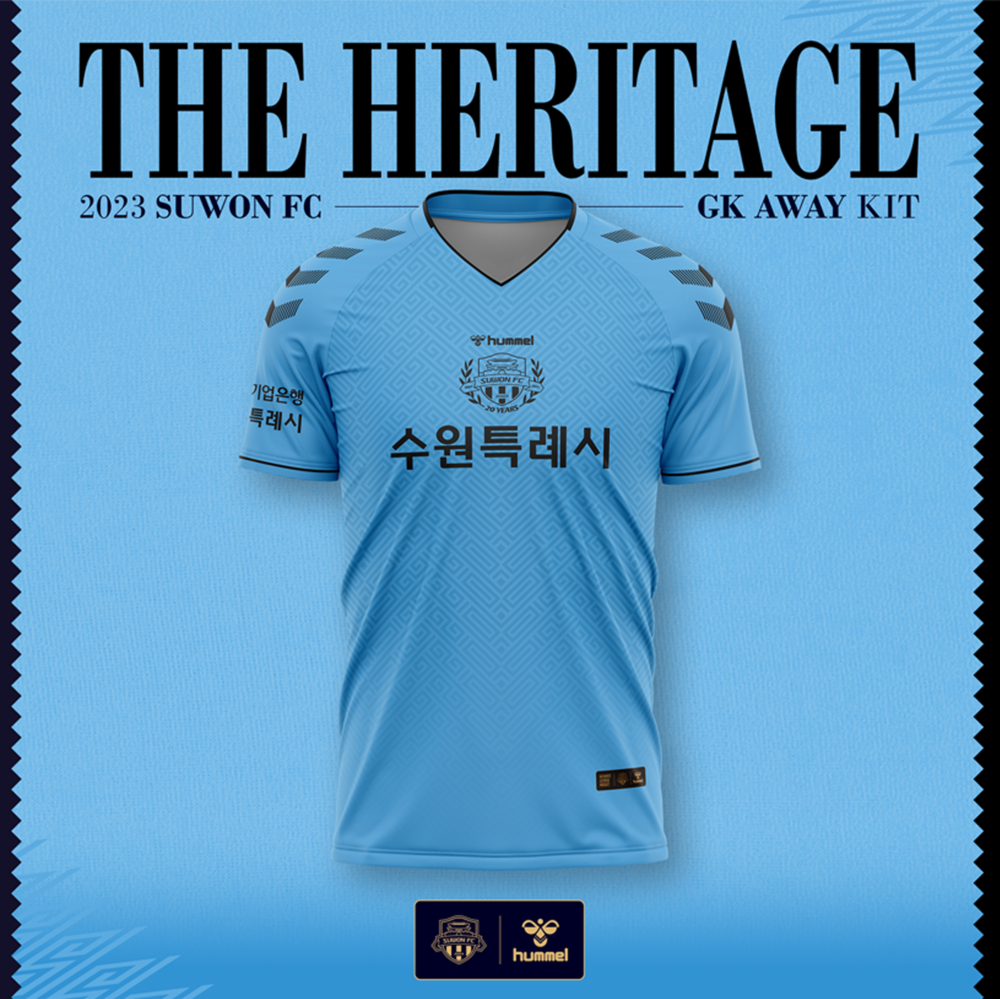 THE HERITAGE
2023 SUWON FC
GK AWAY KIT
hummel
SUWON FC
20 YEARS
기업은행
특례시
수원특례시
SUWON FC
hummel